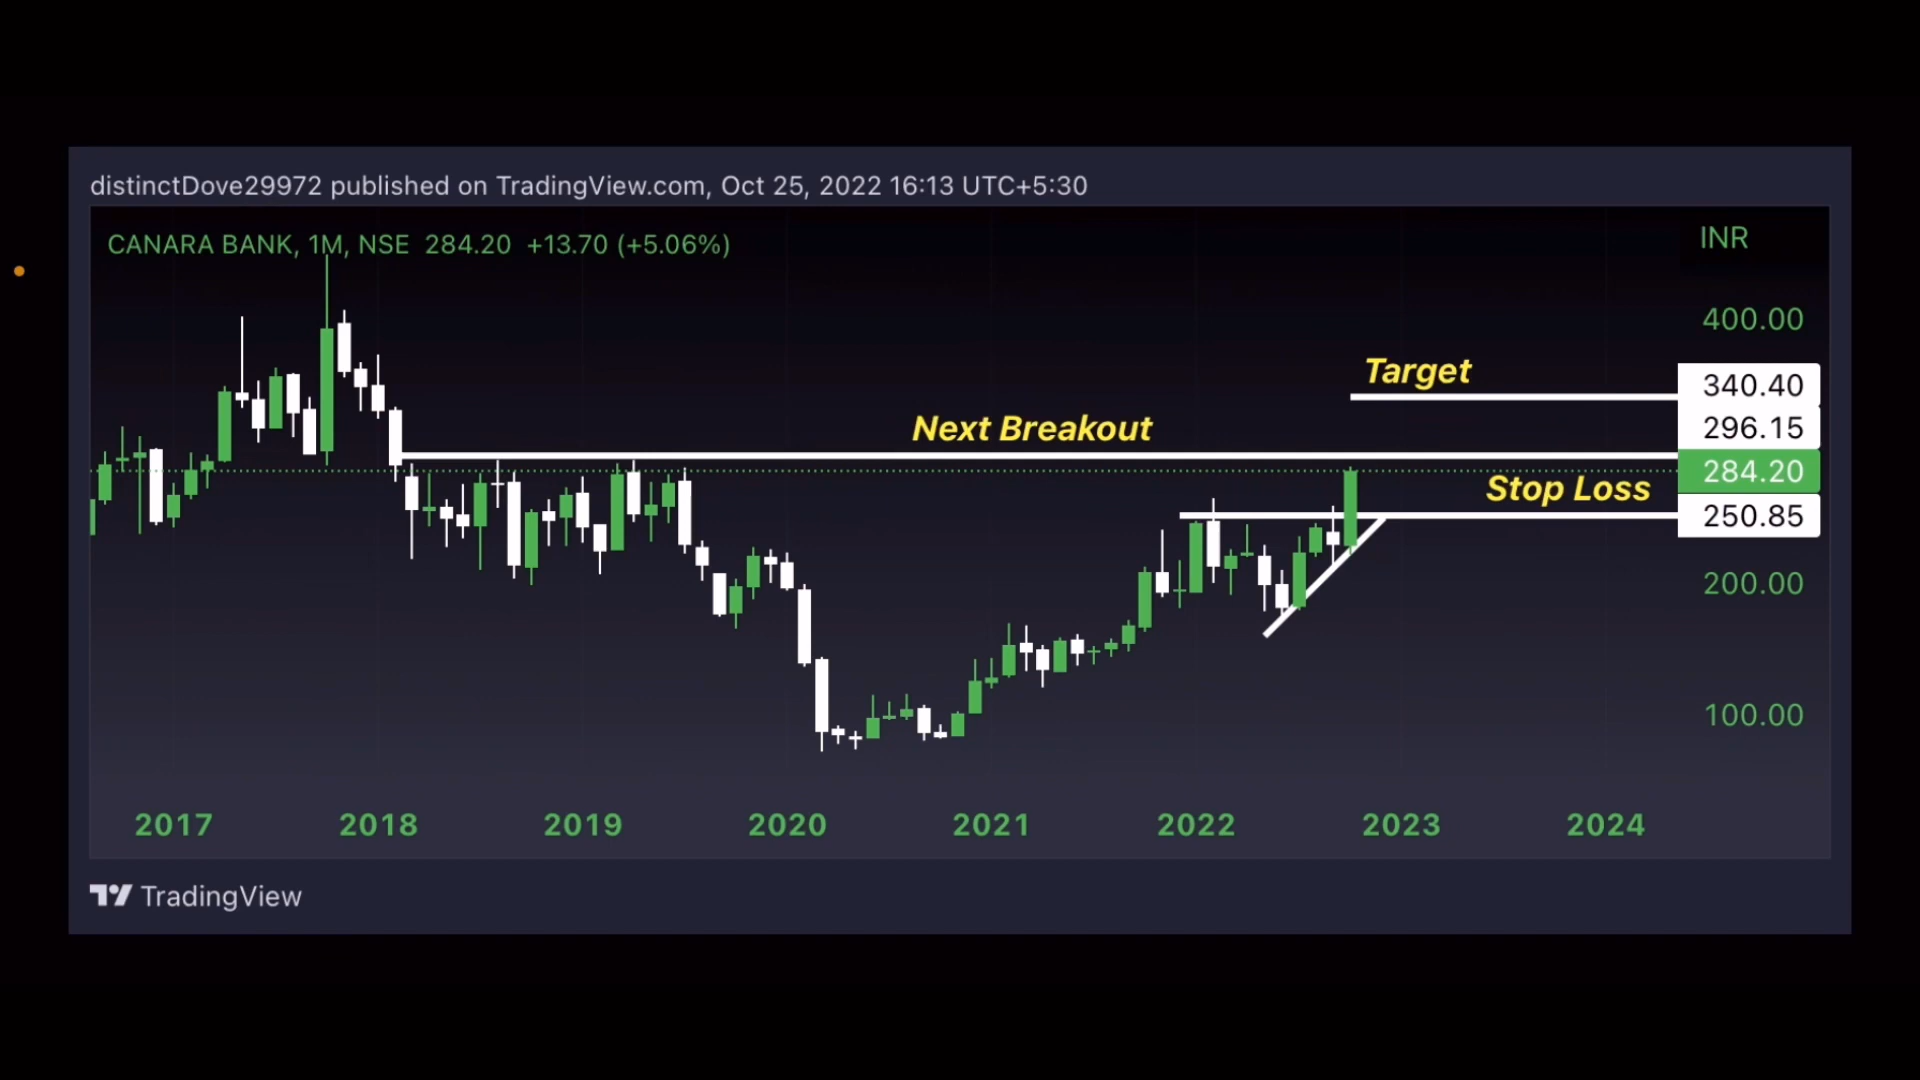 distinctDove29972 published on TradingView.com, Oct 25, 2022 16:13 UTC+5:30
CANARA BANK, 1M, NSE 284.20 +13.70 (+5.06%)
INR
400.00
Target
340.40
Next Breakout
296.15
284.20
Stop Loss
250.85
200.00
100.00
2017 2018 2019 2020 2021 2022 2023 2024
TradingView